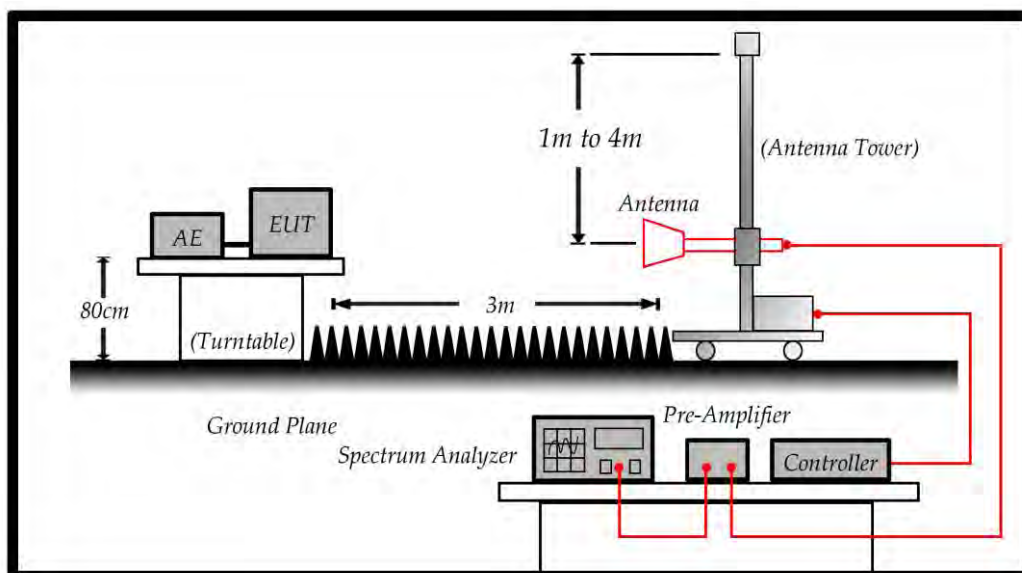 1m to 4m
(Antenna Tower)
Antenna
AE
EUT
80cm
3m
(Turntable)
Ground Plane
Pre-Amplifier
Spectrum Analyzer
Controller